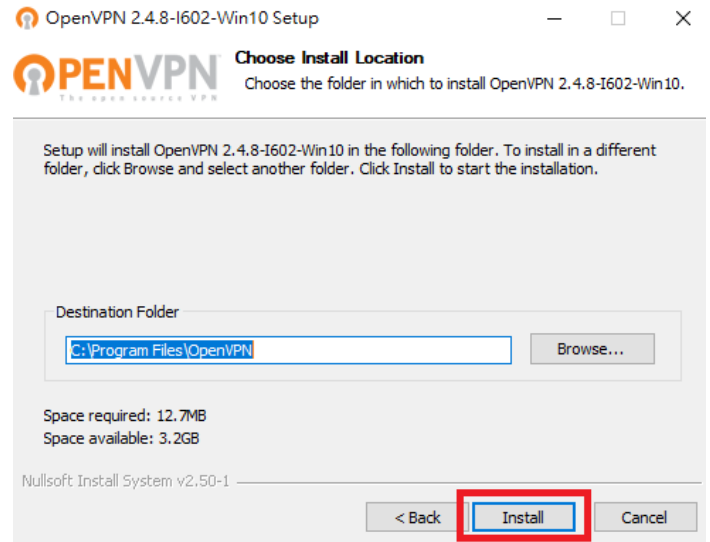 OpenVPN 2.4.8-I602-Win10 Setup
OPENVPN
The open source VPN
Choose Install Location
Choose the folder in which to install OpenVPN 2.4.8-I602-Win10.
Setup will install OpenVPN 2.4.8-I602-Win10 in the following folder. To install in a different
folder, click Browse and select another folder. Click Install to start the installation.
Destination Folder
C:\Program Files\OpenVPN
Browse...
Space required: 12.7MB
Space available: 3.2GB
Nullsoft Install System v2.50-1
< Back
Install
Cancel